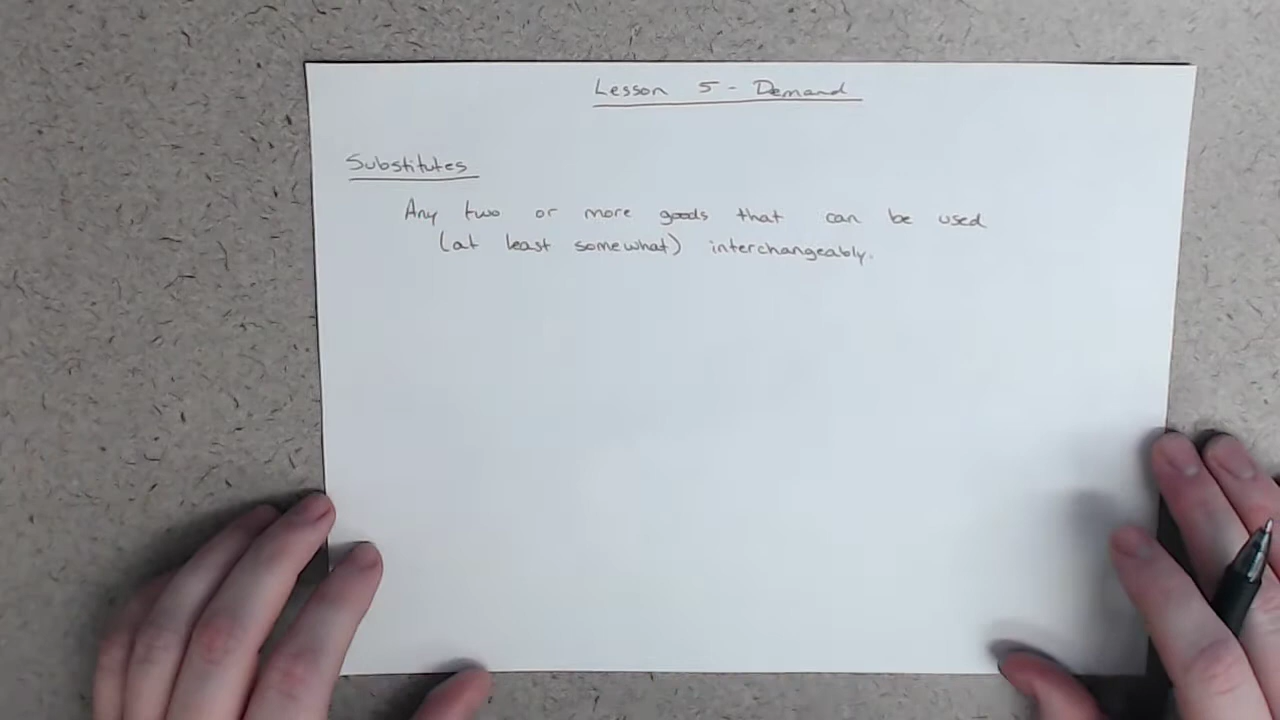 Lesson 5 - Demand
Substitutes
Any two or more goods that can be used
(at least somewhat) interchangeably.